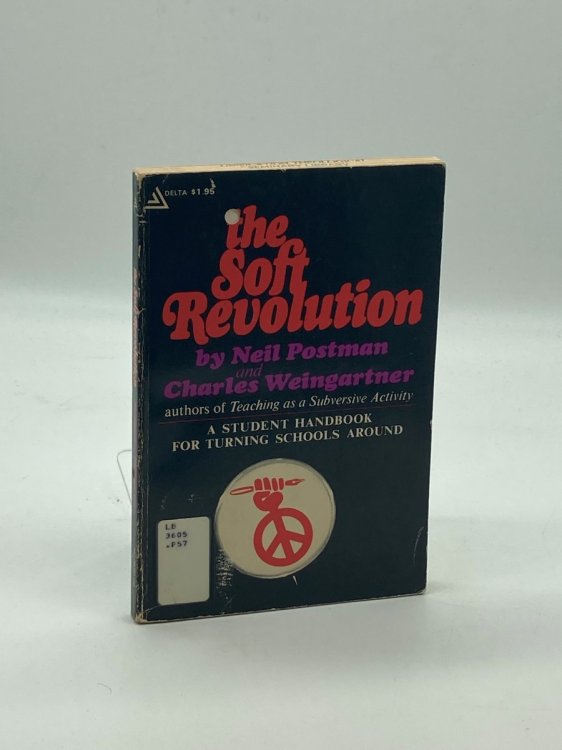 DELTA $1.95
the
Soft
Revolution
by Neil Postman
and
Charles Weingartner
authors of Teaching as a Subversive Activity
A STUDENT HANDBOOK
FOR TURNING SCHOOLS AROUND
LB
3605
.P57